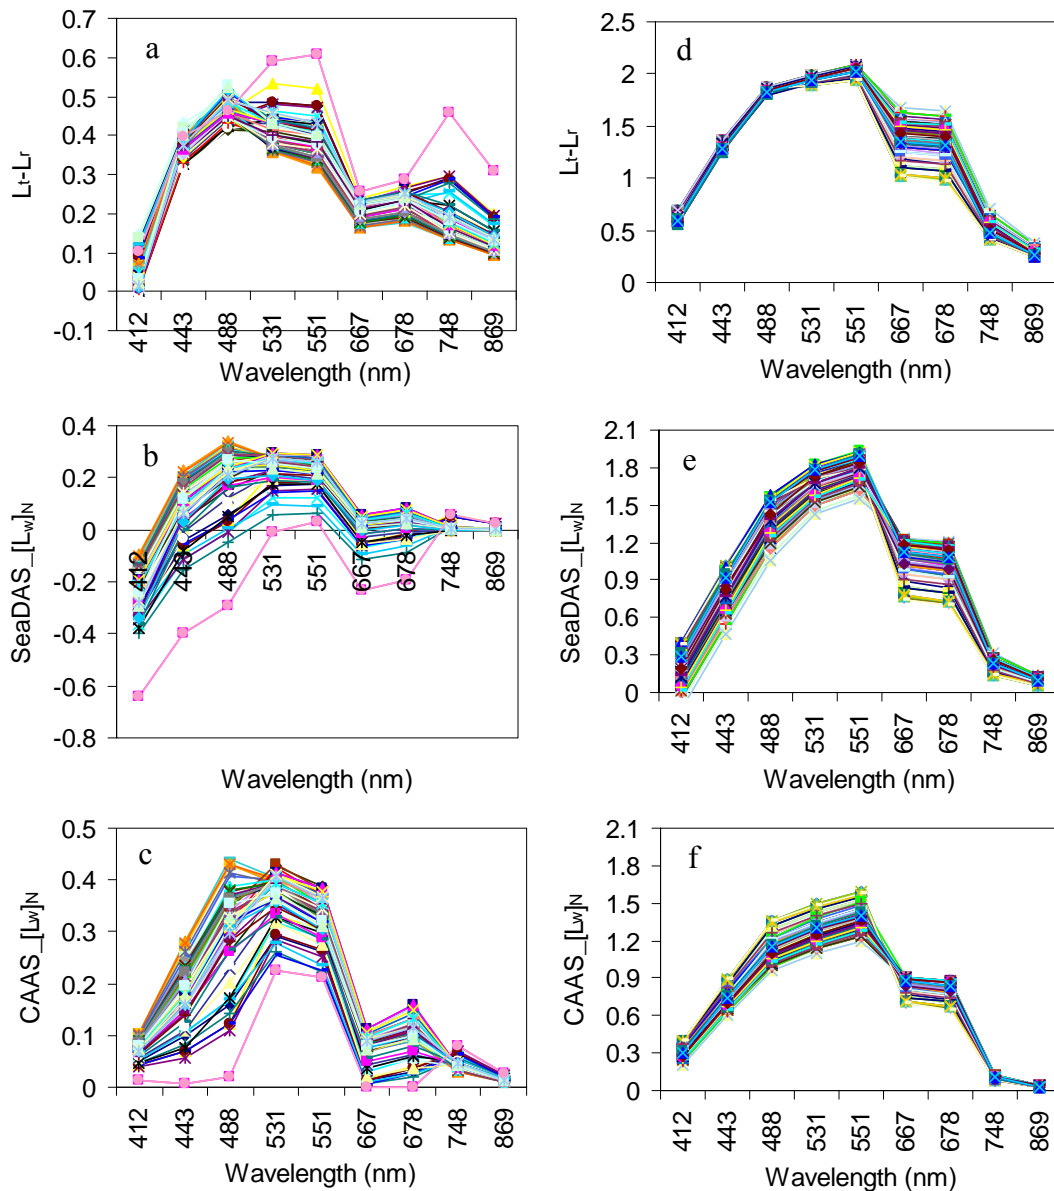 a
0.7
0.6
0.5
0.4
0.3
0.2
0.1
0
-0.1
Lt-Lr
412 443 488 531 551 667 678 748 869
Wavelength (nm)
d
2.5
2
1.5
1
0.5
0
Lt-Lr
412 443 488 531 551 667 678 748 869
Wavelength (nm)
b
0.4
0.2
0
-0.2
-0.4
-0.6
-0.8
SeaDAS_[Lw]N
412 443 488 531 551 667 678 748 869
Wavelength (nm)
e
2.1
1.8
1.5
1.2
0.9
0.6
0.3
0
SeaDAS_[Lw]N
412 443 488 531 551 667 678 748 869
Wavelength (nm)
c
0.5
0.4
0.3
0.2
0.1
0
CAAS_[Lw]N
412 443 488 531 551 667 678 748 869
Wavelength (nm)
f
2.1
1.8
1.5
1.2
0.9
0.6
0.3
0
CAAS_[Lw]N
412 443 488 531 551 667 678 748 869
Wavelength (nm)